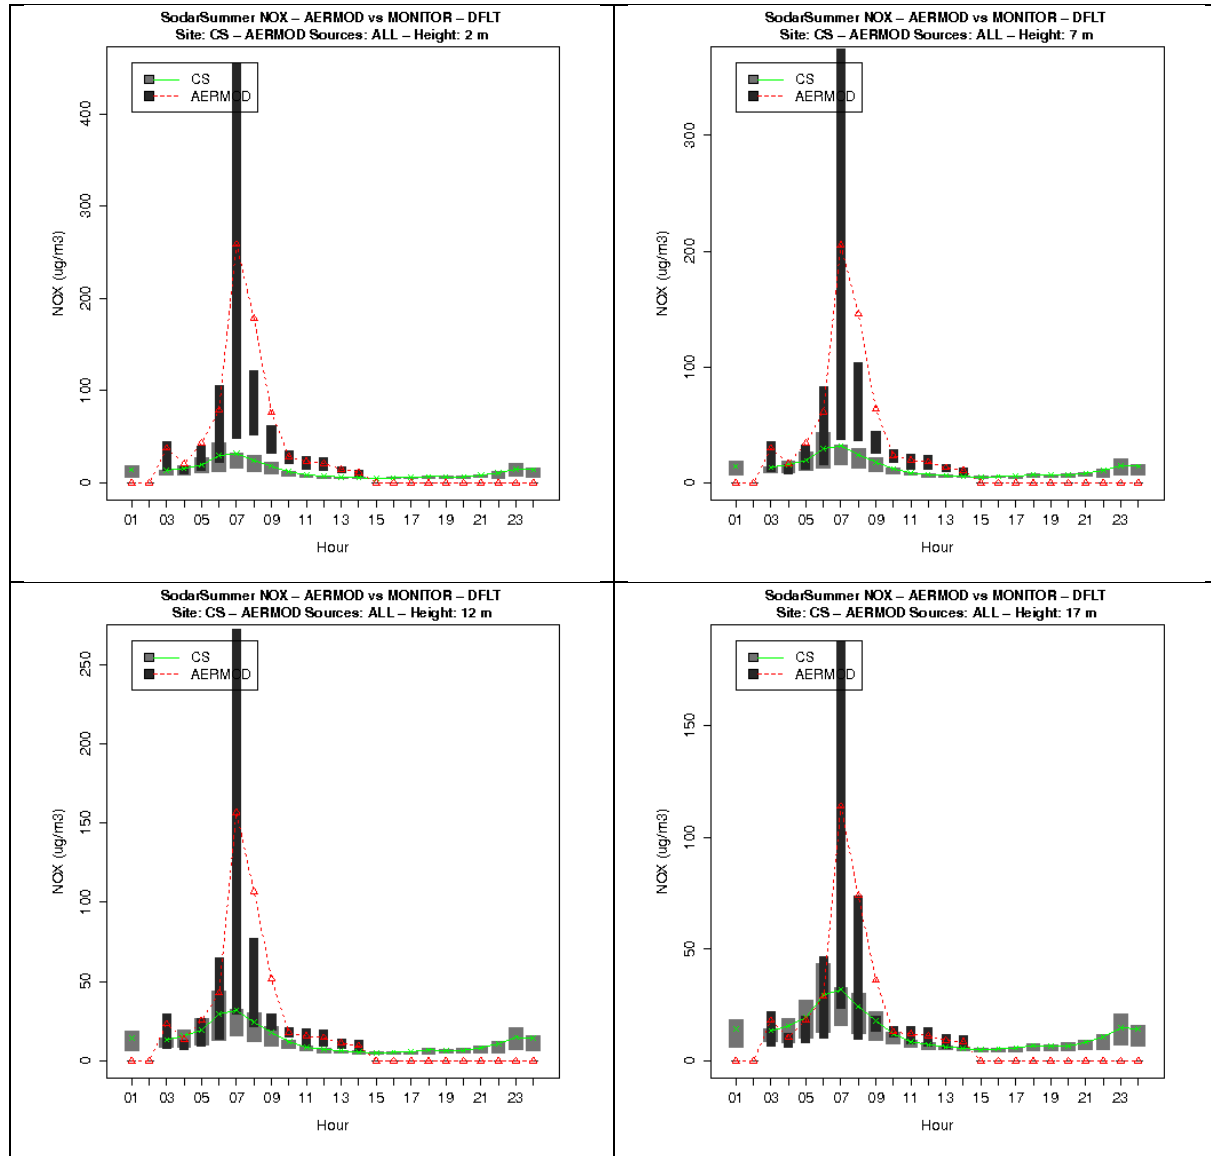 SodarSummer NOX – AERMOD vs MONITOR – DFLT
Site: CS – AERMOD Sources: ALL – Height: 2 m
CS
AERMOD
NOX (ug/m3)
400
300
200
100
0
01 03 05 07 09 11 13 15 17 19 21 23
Hour
SodarSummer NOX – AERMOD vs MONITOR – DFLT
Site: CS – AERMOD Sources: ALL – Height: 7 m
CS
AERMOD
NOX (ug/m3)
300
200
100
0
01 03 05 07 09 11 13 15 17 19 21 23
Hour
SodarSummer NOX – AERMOD vs MONITOR – DFLT
Site: CS – AERMOD Sources: ALL – Height: 12 m
CS
AERMOD
NOX (ug/m3)
250
200
150
100
50
0
01 03 05 07 09 11 13 15 17 19 21 23
Hour
SodarSummer NOX – AERMOD vs MONITOR – DFLT
Site: CS – AERMOD Sources: ALL – Height: 17 m
CS
AERMOD
NOX (ug/m3)
150
100
50
0
01 03 05 07 09 11 13 15 17 19 21 23
Hour